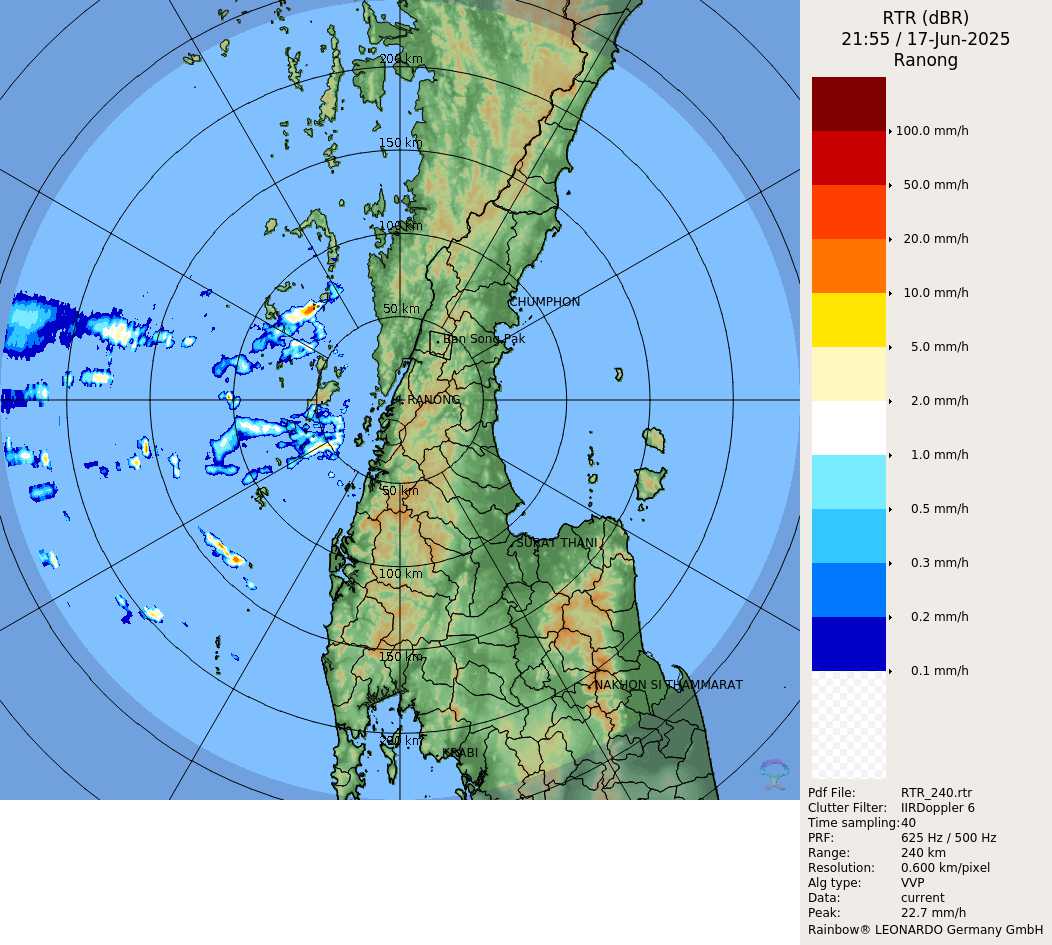 RTR (dBR)
21:55 / 17-Jun-2025
Ranong
200 km
150 km
100 km
50 km
CHUMPHON
Ban Song Pak
RANONG
50 km
SURAT THANI
100 km
150 km
NAKHON SI THAMMARAT
200 km
KRABI
100.0 mm/h
50.0 mm/h
20.0 mm/h
10.0 mm/h
5.0 mm/h
2.0 mm/h
1.0 mm/h
0.5 mm/h
0.3 mm/h
0.2 mm/h
0.1 mm/h
Pdf File: RTR_240.rtr
Clutter Filter: IIRDoppler 6
Time sampling: 40
PRF: 625 Hz / 500 Hz
Range: 240 km
Resolution: 0.600 km/pixel
Alg type: VVP
Data: current
Peak: 22.7 mm/h
Rainbow® LEONARDO Germany GmbH